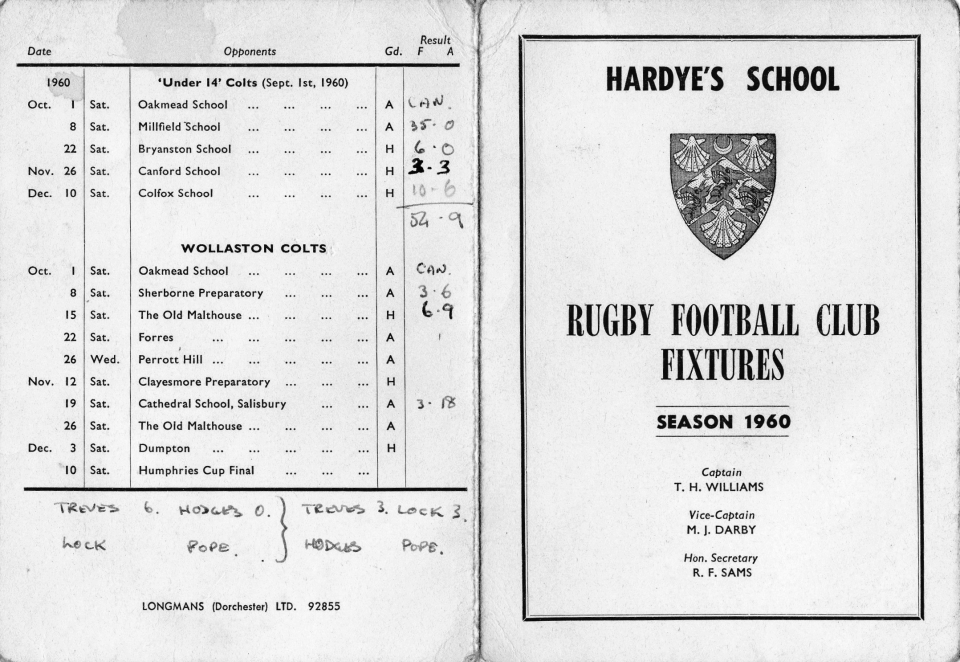 Result
Date Opponents Gd. F A
1960 'Under 14' Colts (Sept. 1st, 1960)
Oct. 1 Sat. Oakmead School ... ... ... ... A CAN.
8 Sat. Millfield School ... ... ... ... A 35 · 0
22 Sat. Bryanston School ... ... ... ... H 6 · 0
Nov. 26 Sat. Canford School ... ... ... ... H 3 · 3
Dec. 10 Sat. Colfox School ... ... ... ... H 10 · 6
54 · 9
WOLLASTON COLTS
Oct. 1 Sat. Oakmead School ... ... ... ... A CAN.
8 Sat. Sherborne Preparatory ... ... ... A 3 · 6
15 Sat. The Old Malthouse ... ... ... ... H 6 · 9
22 Sat. Forres ... ... ... ... ... A
26 Wed. Perrott Hill ... ... ... ... ... A
Nov. 12 Sat. Clayesmore Preparatory ... ... ... H
19 Sat. Cathedral School, Salisbury ... ... A 3 · 18
26 Sat. The Old Malthouse ... ... ... ... A
Dec. 3 Sat. Dumpton ... ... ... ... ... H
10 Sat. Humphries Cup Final ... ... ...
TREVES 6. HODGES 0. } TREVES 3. LOCK 3.
LOCK POPE. HODGES POPE.
LONGMANS (Dorchester) LTD. 92855
HARDYE'S SCHOOL
RUGBY FOOTBALL CLUB
FIXTURES
SEASON 1960
Captain
T. H. WILLIAMS
Vice-Captain
M. J. DARBY
Hon. Secretary
R. F. SAMS